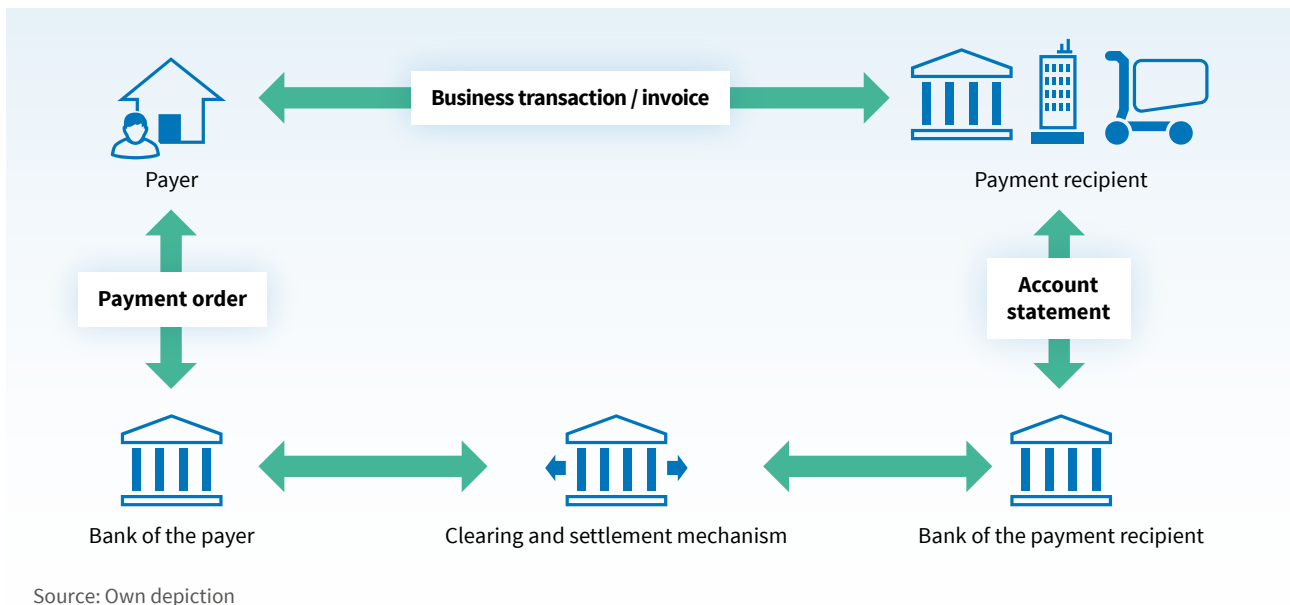 Business transaction / invoice
Payer
Payment recipient
Payment order
Account
statement
Bank of the payer
Clearing and settlement mechanism
Bank of the payment recipient
Source: Own depiction